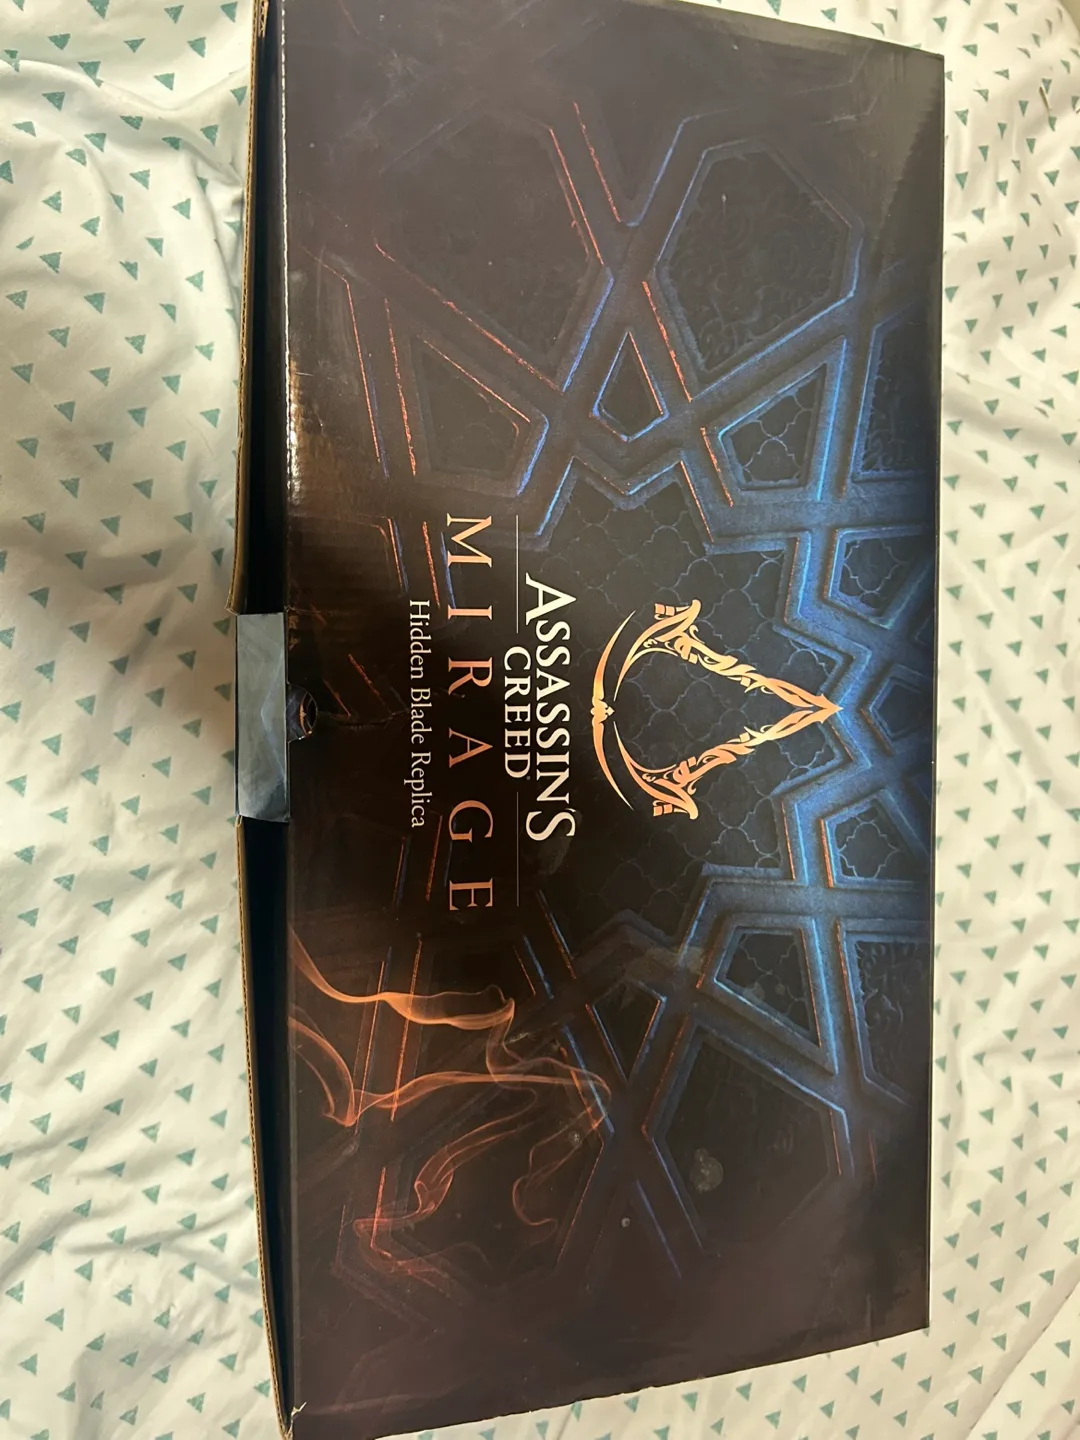 ASSASSIN'S
CREED
MIRAGE
Hidden Blade Replica